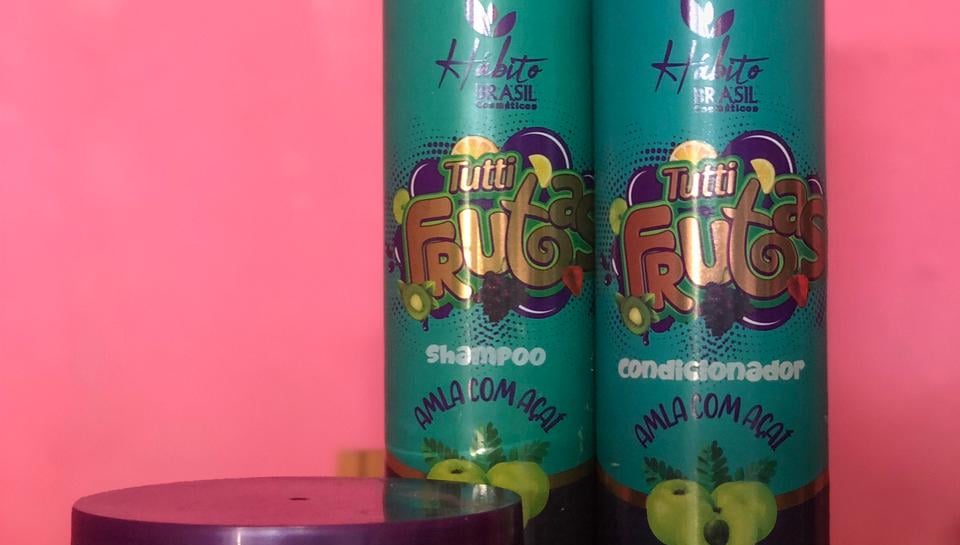 Hábito
BRASIL
Cosméticos
Tutti
FRutas
Shampoo
AMLA COM AÇAÍ
Hábito
BRASIL
Cosméticos
Tutti
FRutas
Condicionador
AMLA COM AÇAÍ